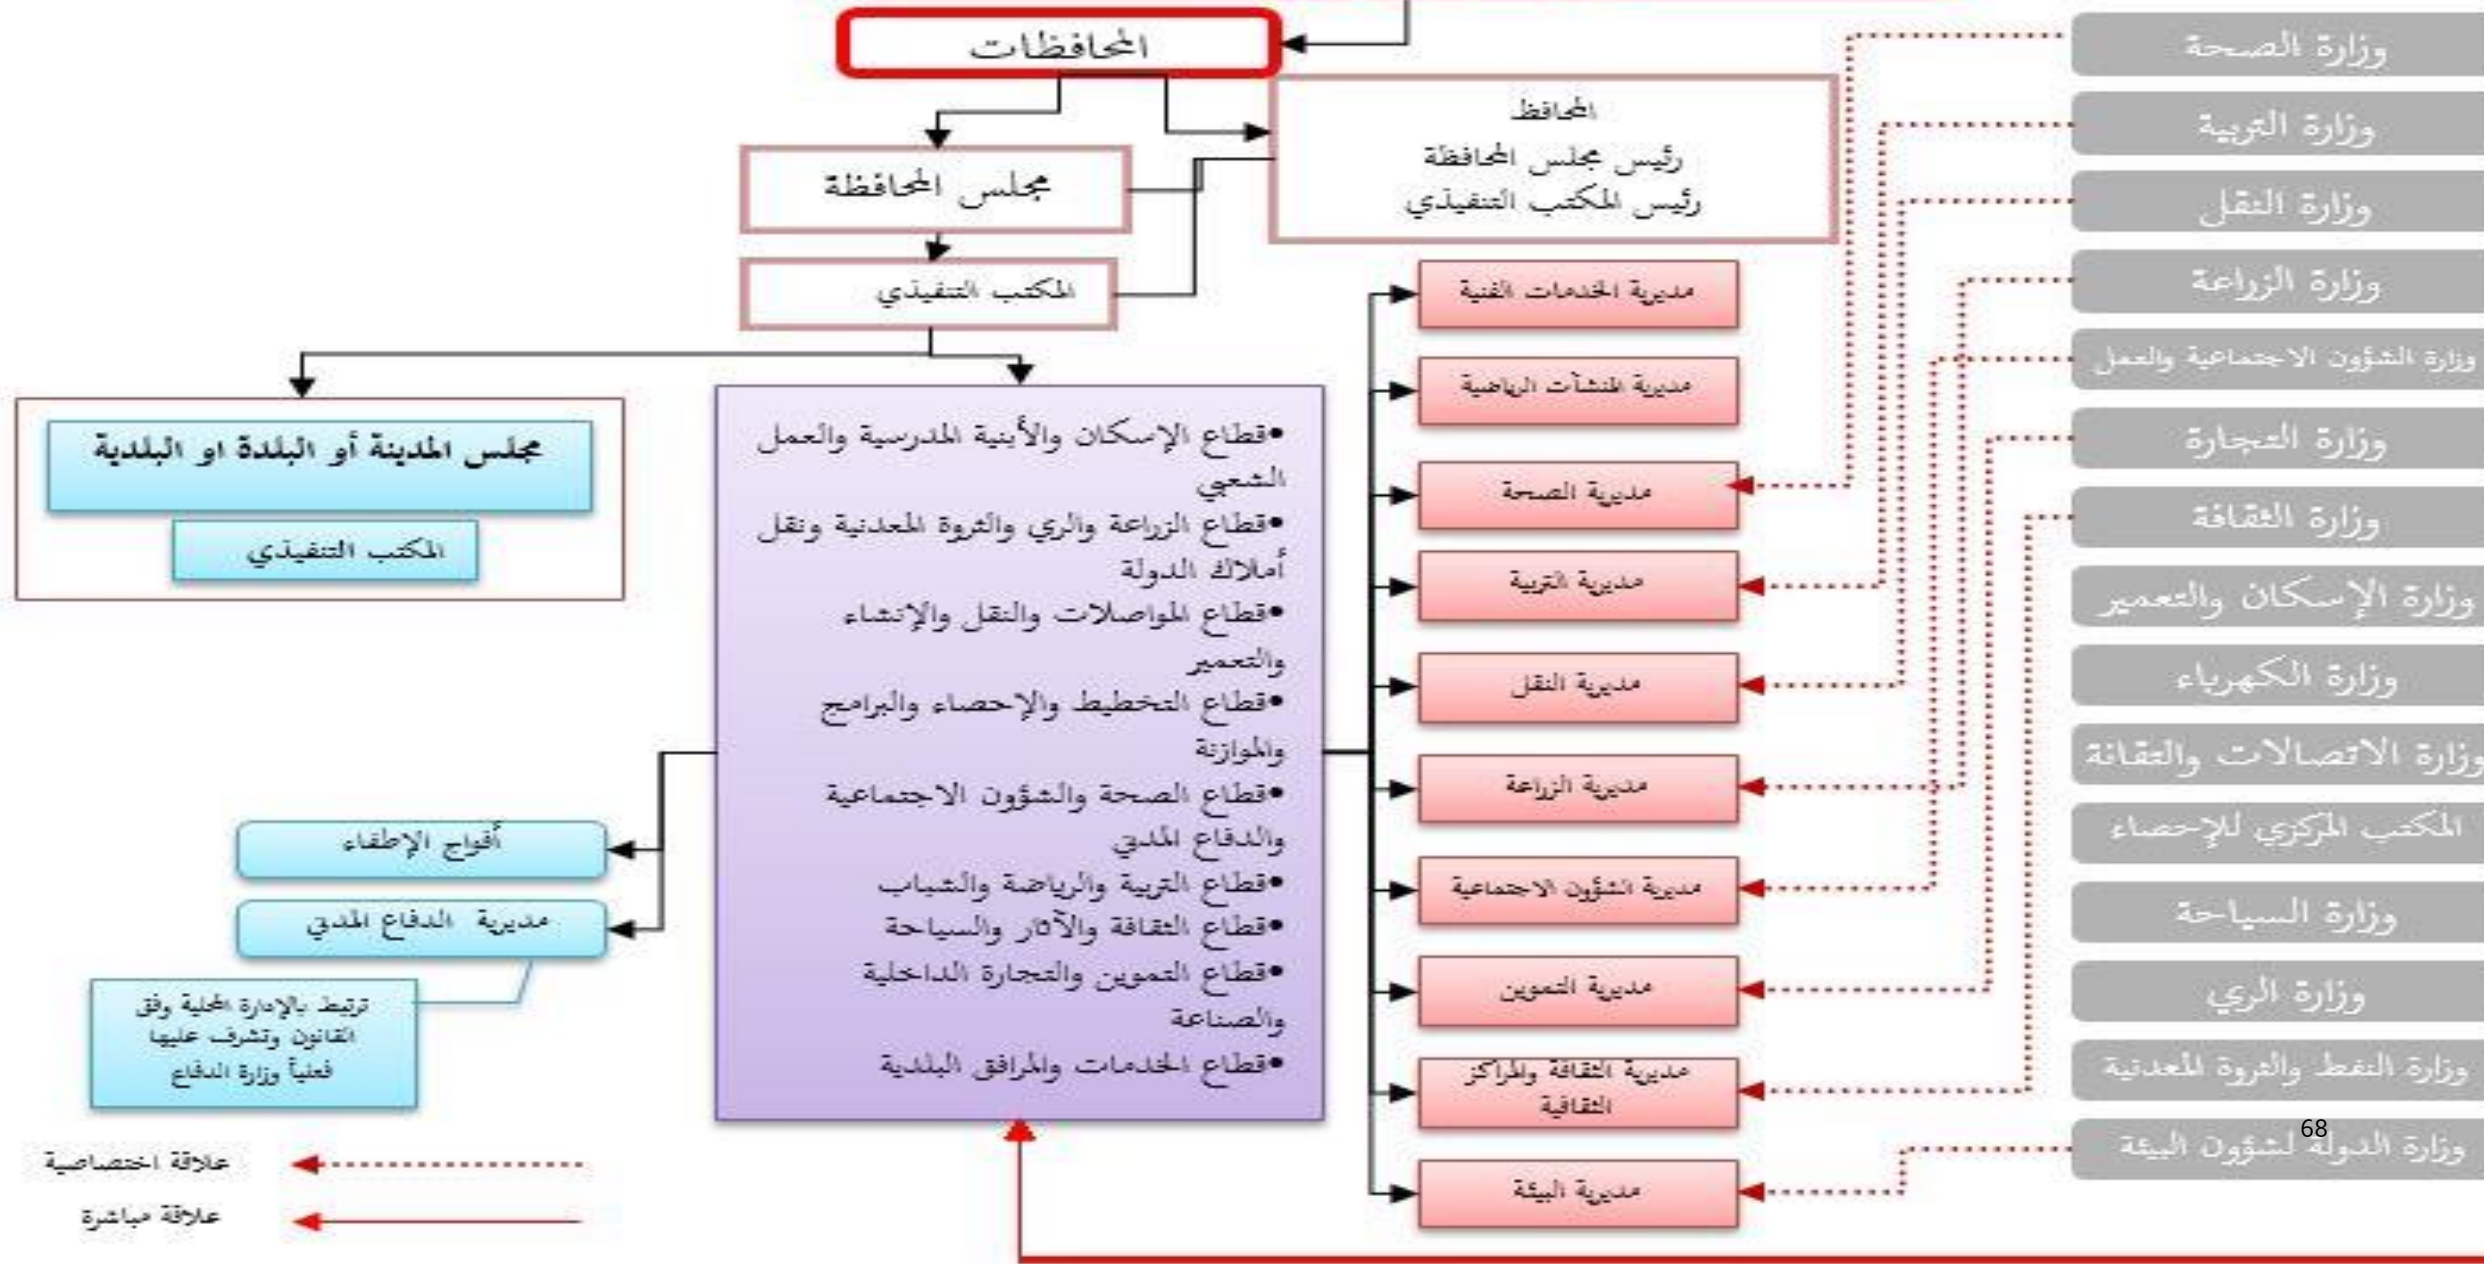 المحافظات
المحافظ
رئيس مجلس المحافظة
رئيس المكتب التنفيذي
مجلس المحافظة
المكتب التنفيذي
مجلس المدينة أو البلدة او البلدية
المكتب التنفيذي
•قطاع الإسكان والأبنية المدرسية والعمل
الشعبي
•قطاع الزراعة والري والثروة المعدنية ونقل
أملاك الدولة
•قطاع المواصلات والنقل والإنشاء
والتعمير
•قطاع التخطيط والإحصاء والبرامج
والموازنة
•قطاع الصحة والشؤون الاجتماعية
والدفاع المدني
•قطاع التربية والرياضة والشباب
•قطاع الثقافة والآثار والسياحة
•قطاع التموين والتجارة الداخلية
والصناعة
•قطاع الخدمات والمرافق البلدية
مديرية الخدمات الفنية
مديرية المنشآت الرياضية
مديرية الصحة
مديرية التربية
مديرية النقل
مديرية الزراعة
مديرية الشؤون الاجتماعية
مديرية التموين
مديرية الثقافة والمراكز
الثقافية
مديرية البيئة
وزارة الصحة
وزارة التربية
وزارة النقل
وزارة الزراعة
وزارة الشؤون الاجتماعية والعمل
وزارة التجارة
وزارة الثقافة
وزارة الإسكان والتعمير
وزارة الكهرباء
وزارة الاتصالات والتقانة
المكتب المركزي للإحصاء
وزارة السياحة
وزارة الري
وزارة النفط والثروة المعدنية
وزارة الدولة لشؤون البيئة
68
أفواج الإطفاء
مديرية الدفاع المدني
ترتبط بالإدارة المحلية وفق
القانون وتشرف عليها
فعلياً وزارة الدفاع
علاقة اختصاصية
علاقة مباشرة